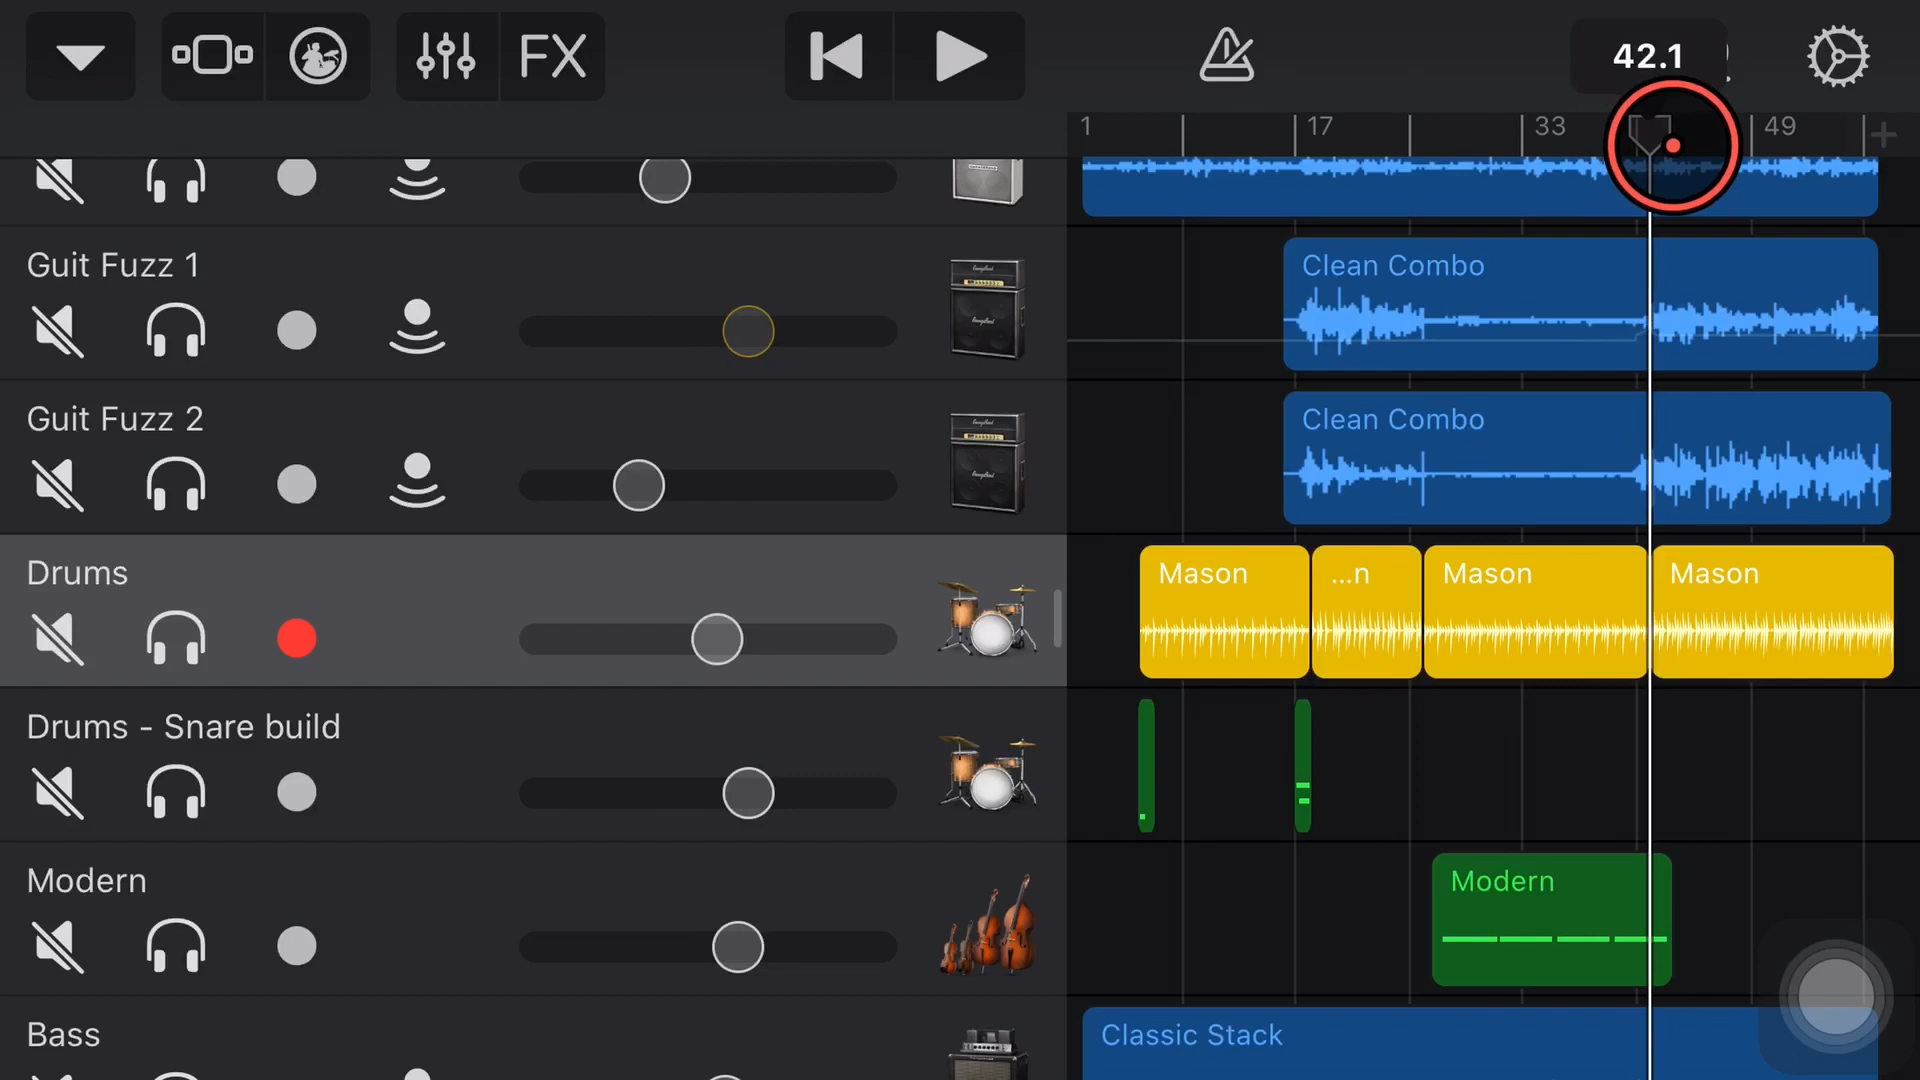 FX
42.1
1
17
33
49
Guit Fuzz 1
Clean Combo
Guit Fuzz 2
Clean Combo
Drums
Mason
...n
Mason
Mason
Drums - Snare build
Modern
Modern
Bass
Classic Stack